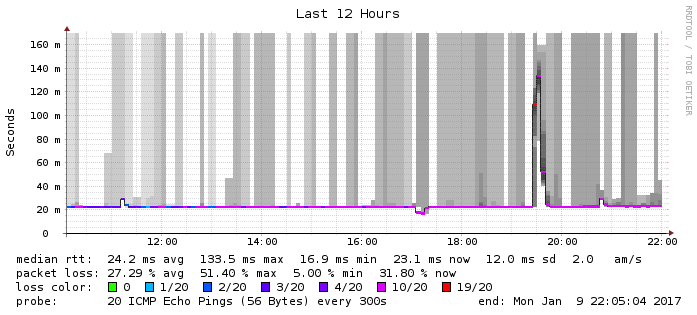 Last 12 Hours
RRDTOOL / TOBI OETIKER
Seconds
160 m
140 m
120 m
100 m
80 m
60 m
40 m
20 m
0
12:00 14:00 16:00 18:00 20:00 22:00
median rtt: 24.2 ms avg 133.5 ms max 16.9 ms min 23.1 ms now 12.0 ms sd 2.0 am/s
packet loss: 27.29 % avg 51.40 % max 5.00 % min 31.80 % now
loss color: 0 1/20 2/20 3/20 4/20 10/20 19/20
probe: 20 ICMP Echo Pings (56 Bytes) every 300s end: Mon Jan 9 22:05:04 2017